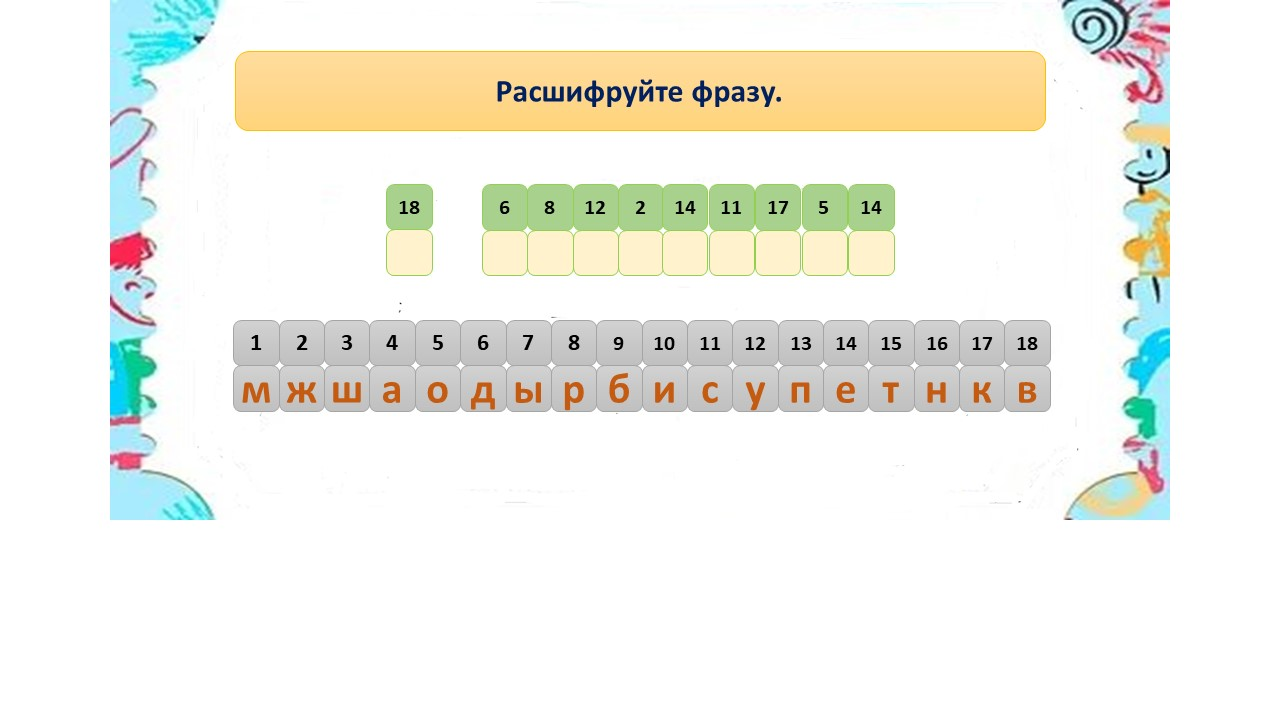 Расшифруйте фразу.
18 6 8 12 2 14 11 17 5 14
1 2 3 4 5 6 7 8 9 10 11 12 13 14 15 16 17 18
м ж ш а о д ы р б и с у п е т н к в